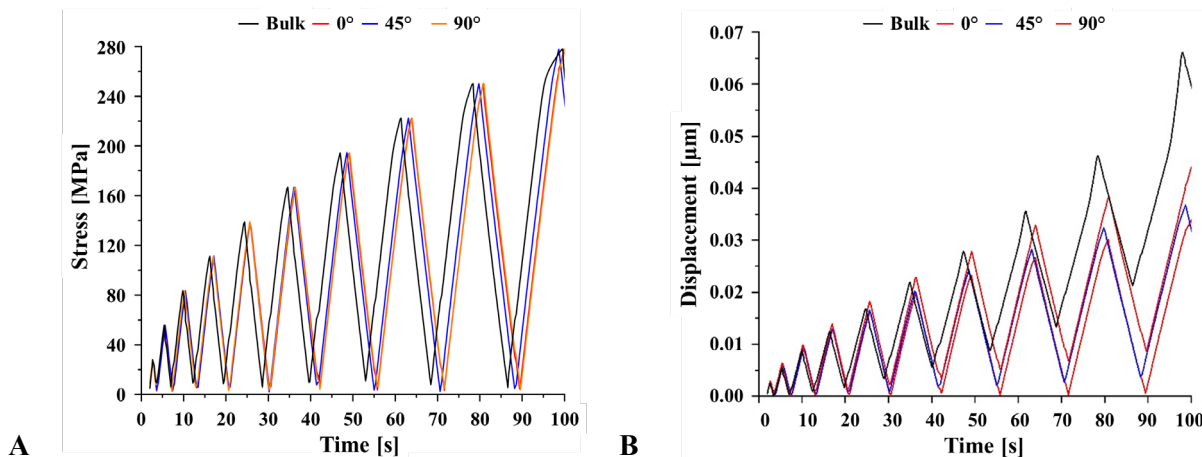 Bulk 0° 45° 90°
Stress [MPa]
280
240
200
160
120
80
40
0
0 10 20 30 40 50 60 70 80 90 100
Time [s]
A
Bulk 0° 45° 90°
Displacement [µm]
0.07
0.06
0.05
0.04
0.03
0.02
0.01
0.00
0 10 20 30 40 50 60 70 80 90 100
Time [s]
B